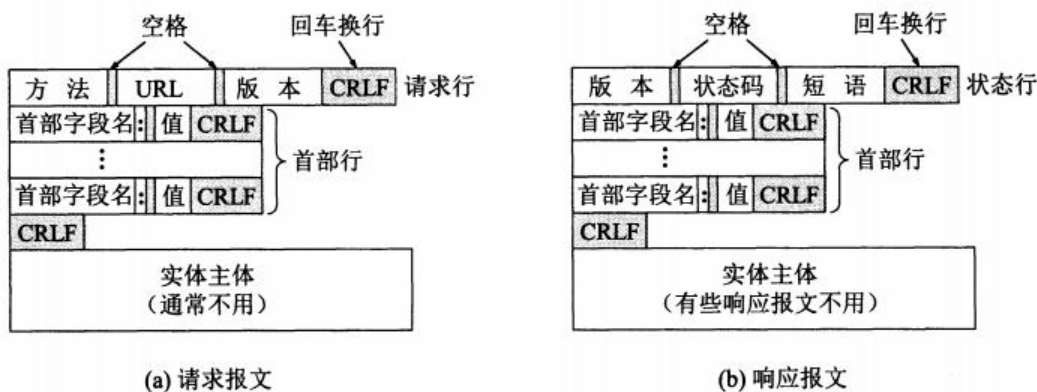 空格 回车换行
方 法 URL 版 本 CRLF 请求行
首部字段名: 值 CRLF
⋮ 首部行
首部字段名: 值 CRLF
CRLF
实体主体
(通常不用)
(a) 请求报文
空格 回车换行
版 本 状态码 短 语 CRLF 状态行
首部字段名: 值 CRLF
⋮ 首部行
首部字段名: 值 CRLF
CRLF
实体主体
(有些响应报文不用)
(b) 响应报文